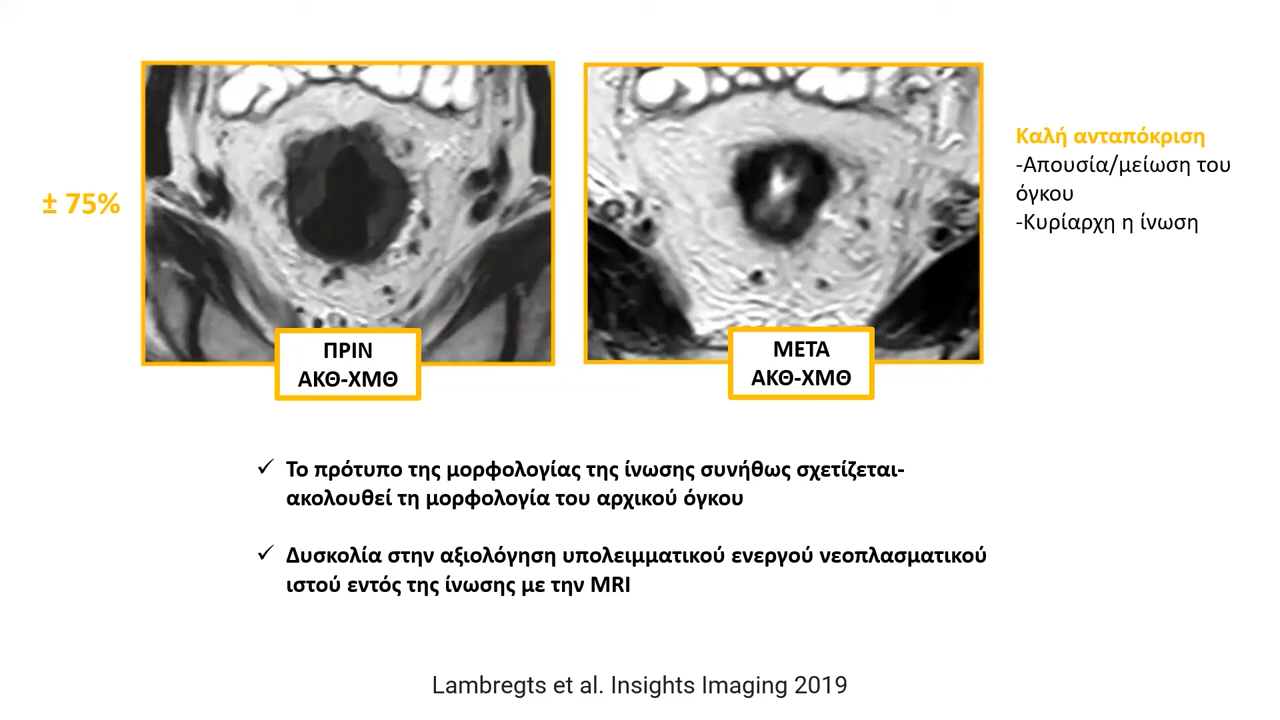 ± 75%
ΠΡΙΝ
ΑΚΘ-ΧΜΘ
ΜΕΤΑ
ΑΚΘ-ΧΜΘ
Καλή ανταπόκριση
-Απουσία/μείωση του
όγκου
-Κυρίαρχη η ίνωση
✓ Το πρότυπο της μορφολογίας της ίνωσης συνήθως σχετίζεται-
ακολουθεί τη μορφολογία του αρχικού όγκου
✓ Δυσκολία στην αξιολόγηση υπολειμματικού ενεργού νεοπλασματικού
ιστού εντός της ίνωσης με την MRI
Lambregts et al. Insights Imaging 2019